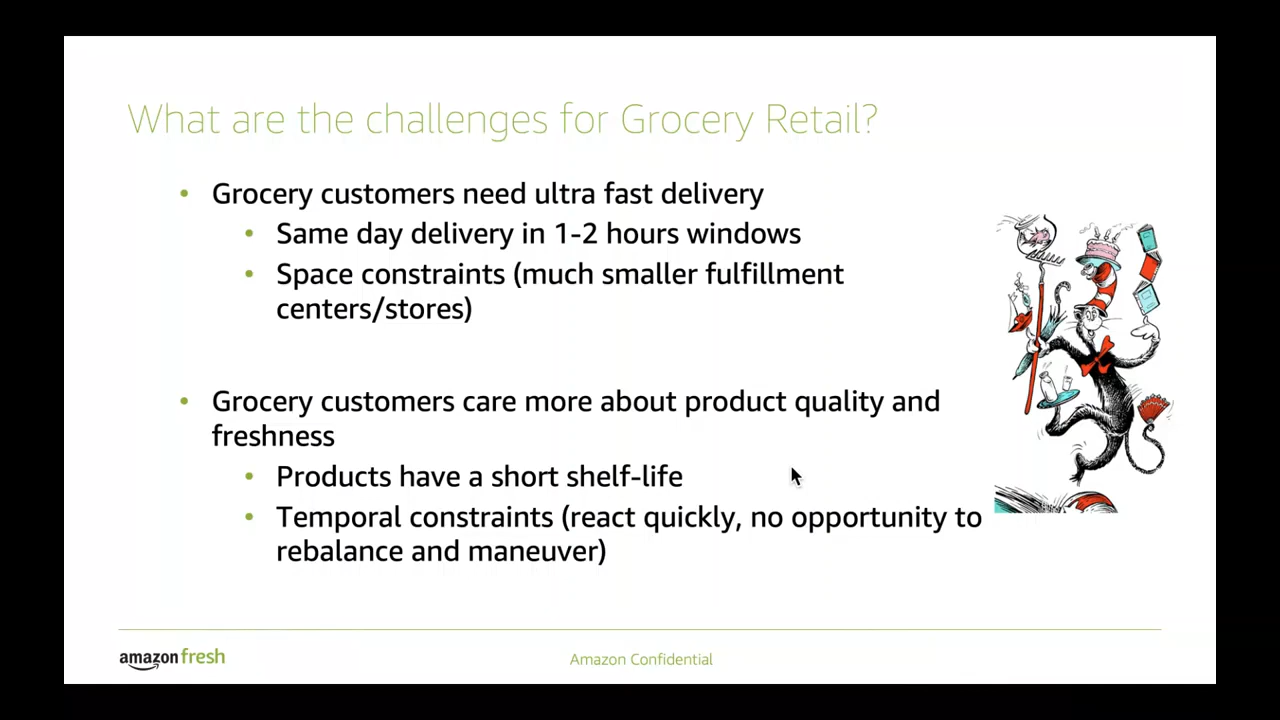 What are the challenges for Grocery Retail?
• Grocery customers need ultra fast delivery
• Same day delivery in 1-2 hours windows
• Space constraints (much smaller fulfillment
centers/stores)
• Grocery customers care more about product quality and
freshness
• Products have a short shelf-life
• Temporal constraints (react quickly, no opportunity to
rebalance and maneuver)
amazonfresh
Amazon Confidential